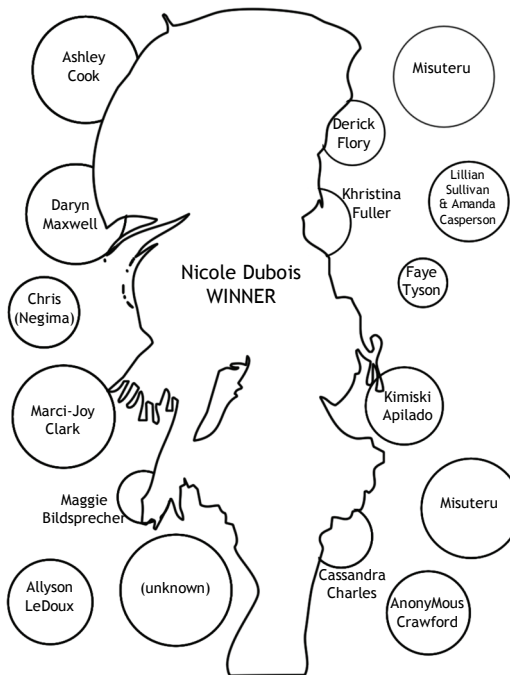 Ashley
Cook
Misuteru
Derick
Flory
Lillian
Sullivan
& Amanda
Casperson
Daryn
Maxwell
Khristina
Fuller
Nicole Dubois
WINNER
Faye
Tyson
Chris
(Negima)
Marci-Joy
Clark
Kimiski
Apilado
Maggie
Bildsprecher
Misuteru
Allyson
LeDoux
(unknown)
Cassandra
Charles
AnonyMous
Crawford